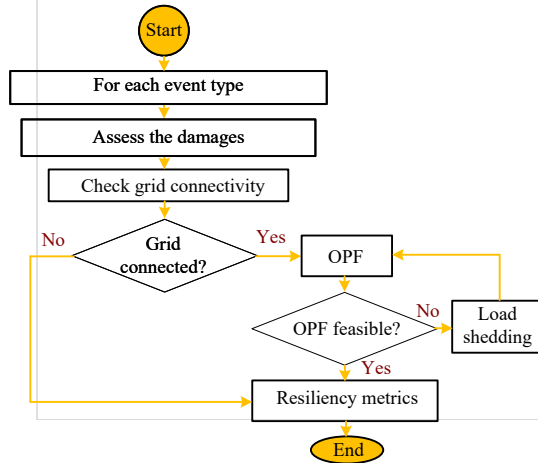 Start
For each event type
Assess the damages
Check grid connectivity
No
Grid
connected?
Yes
OPF
OPF feasible?
No
Load
shedding
Yes
Resiliency metrics
End